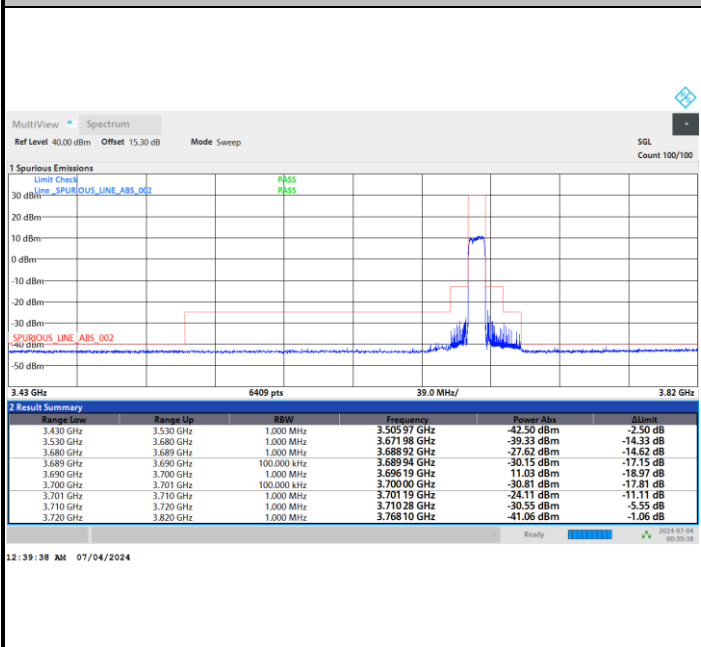 MultiView Spectrum
Ref Level 40.00 dBm Offset 15.30 dB Mode Sweep SGL
Count 100/100
1 Spurious Emissions
Limit Check PASS
Line _SPURIOUS_LINE_ABS_002 PASS
30 dBm
20 dBm
10 dBm
0 dBm
-10 dBm
-20 dBm
-30 dBm
SPURIOUS_LINE_ABS_002
-40 dBm
-50 dBm
3.43 GHz 6409 pts 39.0 MHz/ 3.82 GHz
2 Result Summary
Range Low Range Up RBW Frequency Power Abs ΔLimit
3.430 GHz 3.530 GHz 1.000 MHz 3.505 97 GHz -42.50 dBm -2.50 dB
3.530 GHz 3.680 GHz 1.000 MHz 3.671 98 GHz -39.33 dBm -14.33 dB
3.680 GHz 3.689 GHz 1.000 MHz 3.688 92 GHz -27.62 dBm -14.62 dB
3.689 GHz 3.690 GHz 100.000 kHz 3.689 94 GHz -30.15 dBm -17.15 dB
3.690 GHz 3.700 GHz 1.000 MHz 3.696 19 GHz 11.03 dBm -18.97 dB
3.700 GHz 3.701 GHz 100.000 kHz 3.700 00 GHz -30.81 dBm -17.81 dB
3.701 GHz 3.710 GHz 1.000 MHz 3.701 19 GHz -24.11 dBm -11.11 dB
3.710 GHz 3.720 GHz 1.000 MHz 3.710 28 GHz -30.55 dBm -5.55 dB
3.720 GHz 3.820 GHz 1.000 MHz 3.768 10 GHz -41.06 dBm -1.06 dB
Ready 2024-07-04
00:39:38
12:39:38 AM 07/04/2024